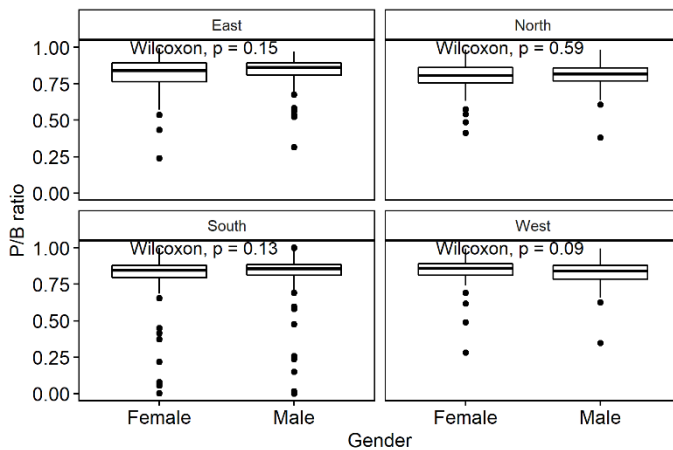 East
North
Wilcoxon, p = 0.15
Wilcoxon, p = 0.59
1.00
0.75
0.50
0.25
0.00
P/B ratio
South
West
Wilcoxon, p = 0.13
Wilcoxon, p = 0.09
1.00
0.75
0.50
0.25
0.00
Female
Male
Female
Male
Gender